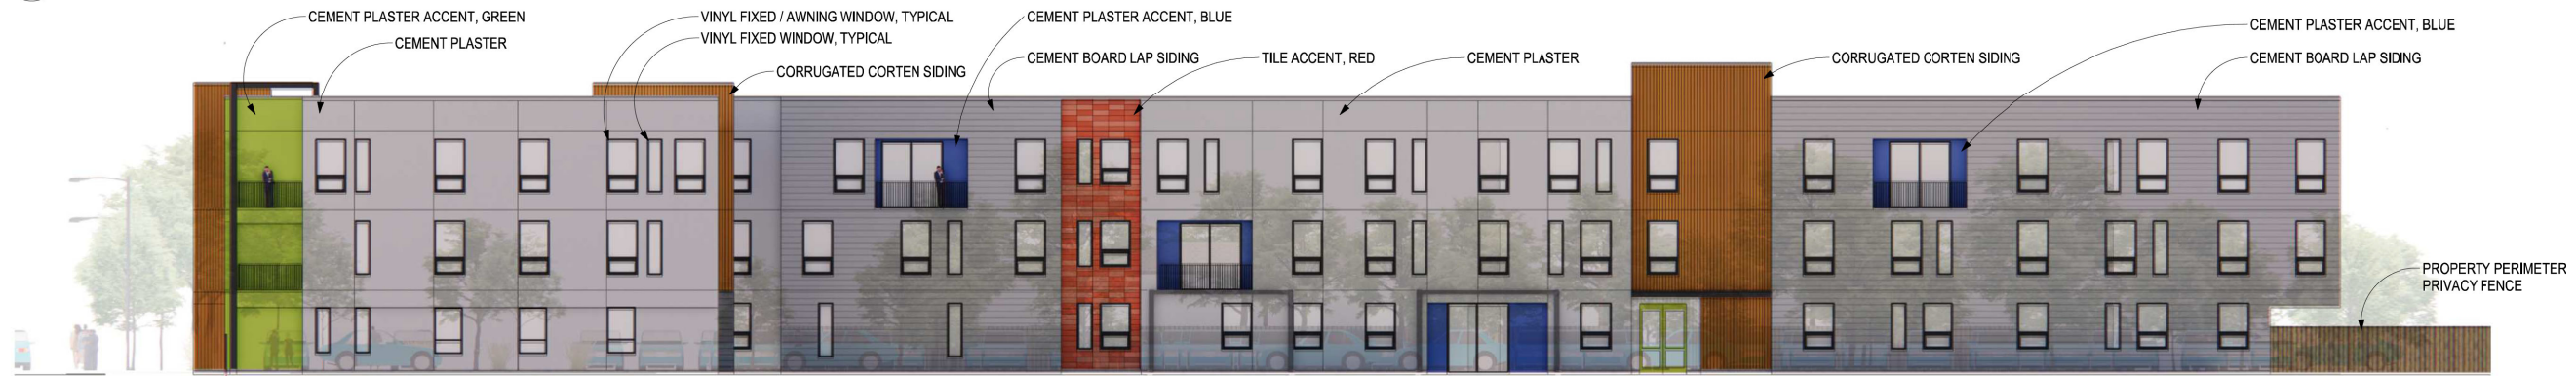 CEMENT PLASTER ACCENT, GREEN
CEMENT PLASTER
VINYL FIXED / AWNING WINDOW, TYPICAL
VINYL FIXED WINDOW, TYPICAL
CORRUGATED CORTEN SIDING
CEMENT PLASTER ACCENT, BLUE
CEMENT BOARD LAP SIDING
TILE ACCENT, RED
CEMENT PLASTER
CORRUGATED CORTEN SIDING
CEMENT PLASTER ACCENT, BLUE
CEMENT BOARD LAP SIDING
PROPERTY PERIMETER
PRIVACY FENCE